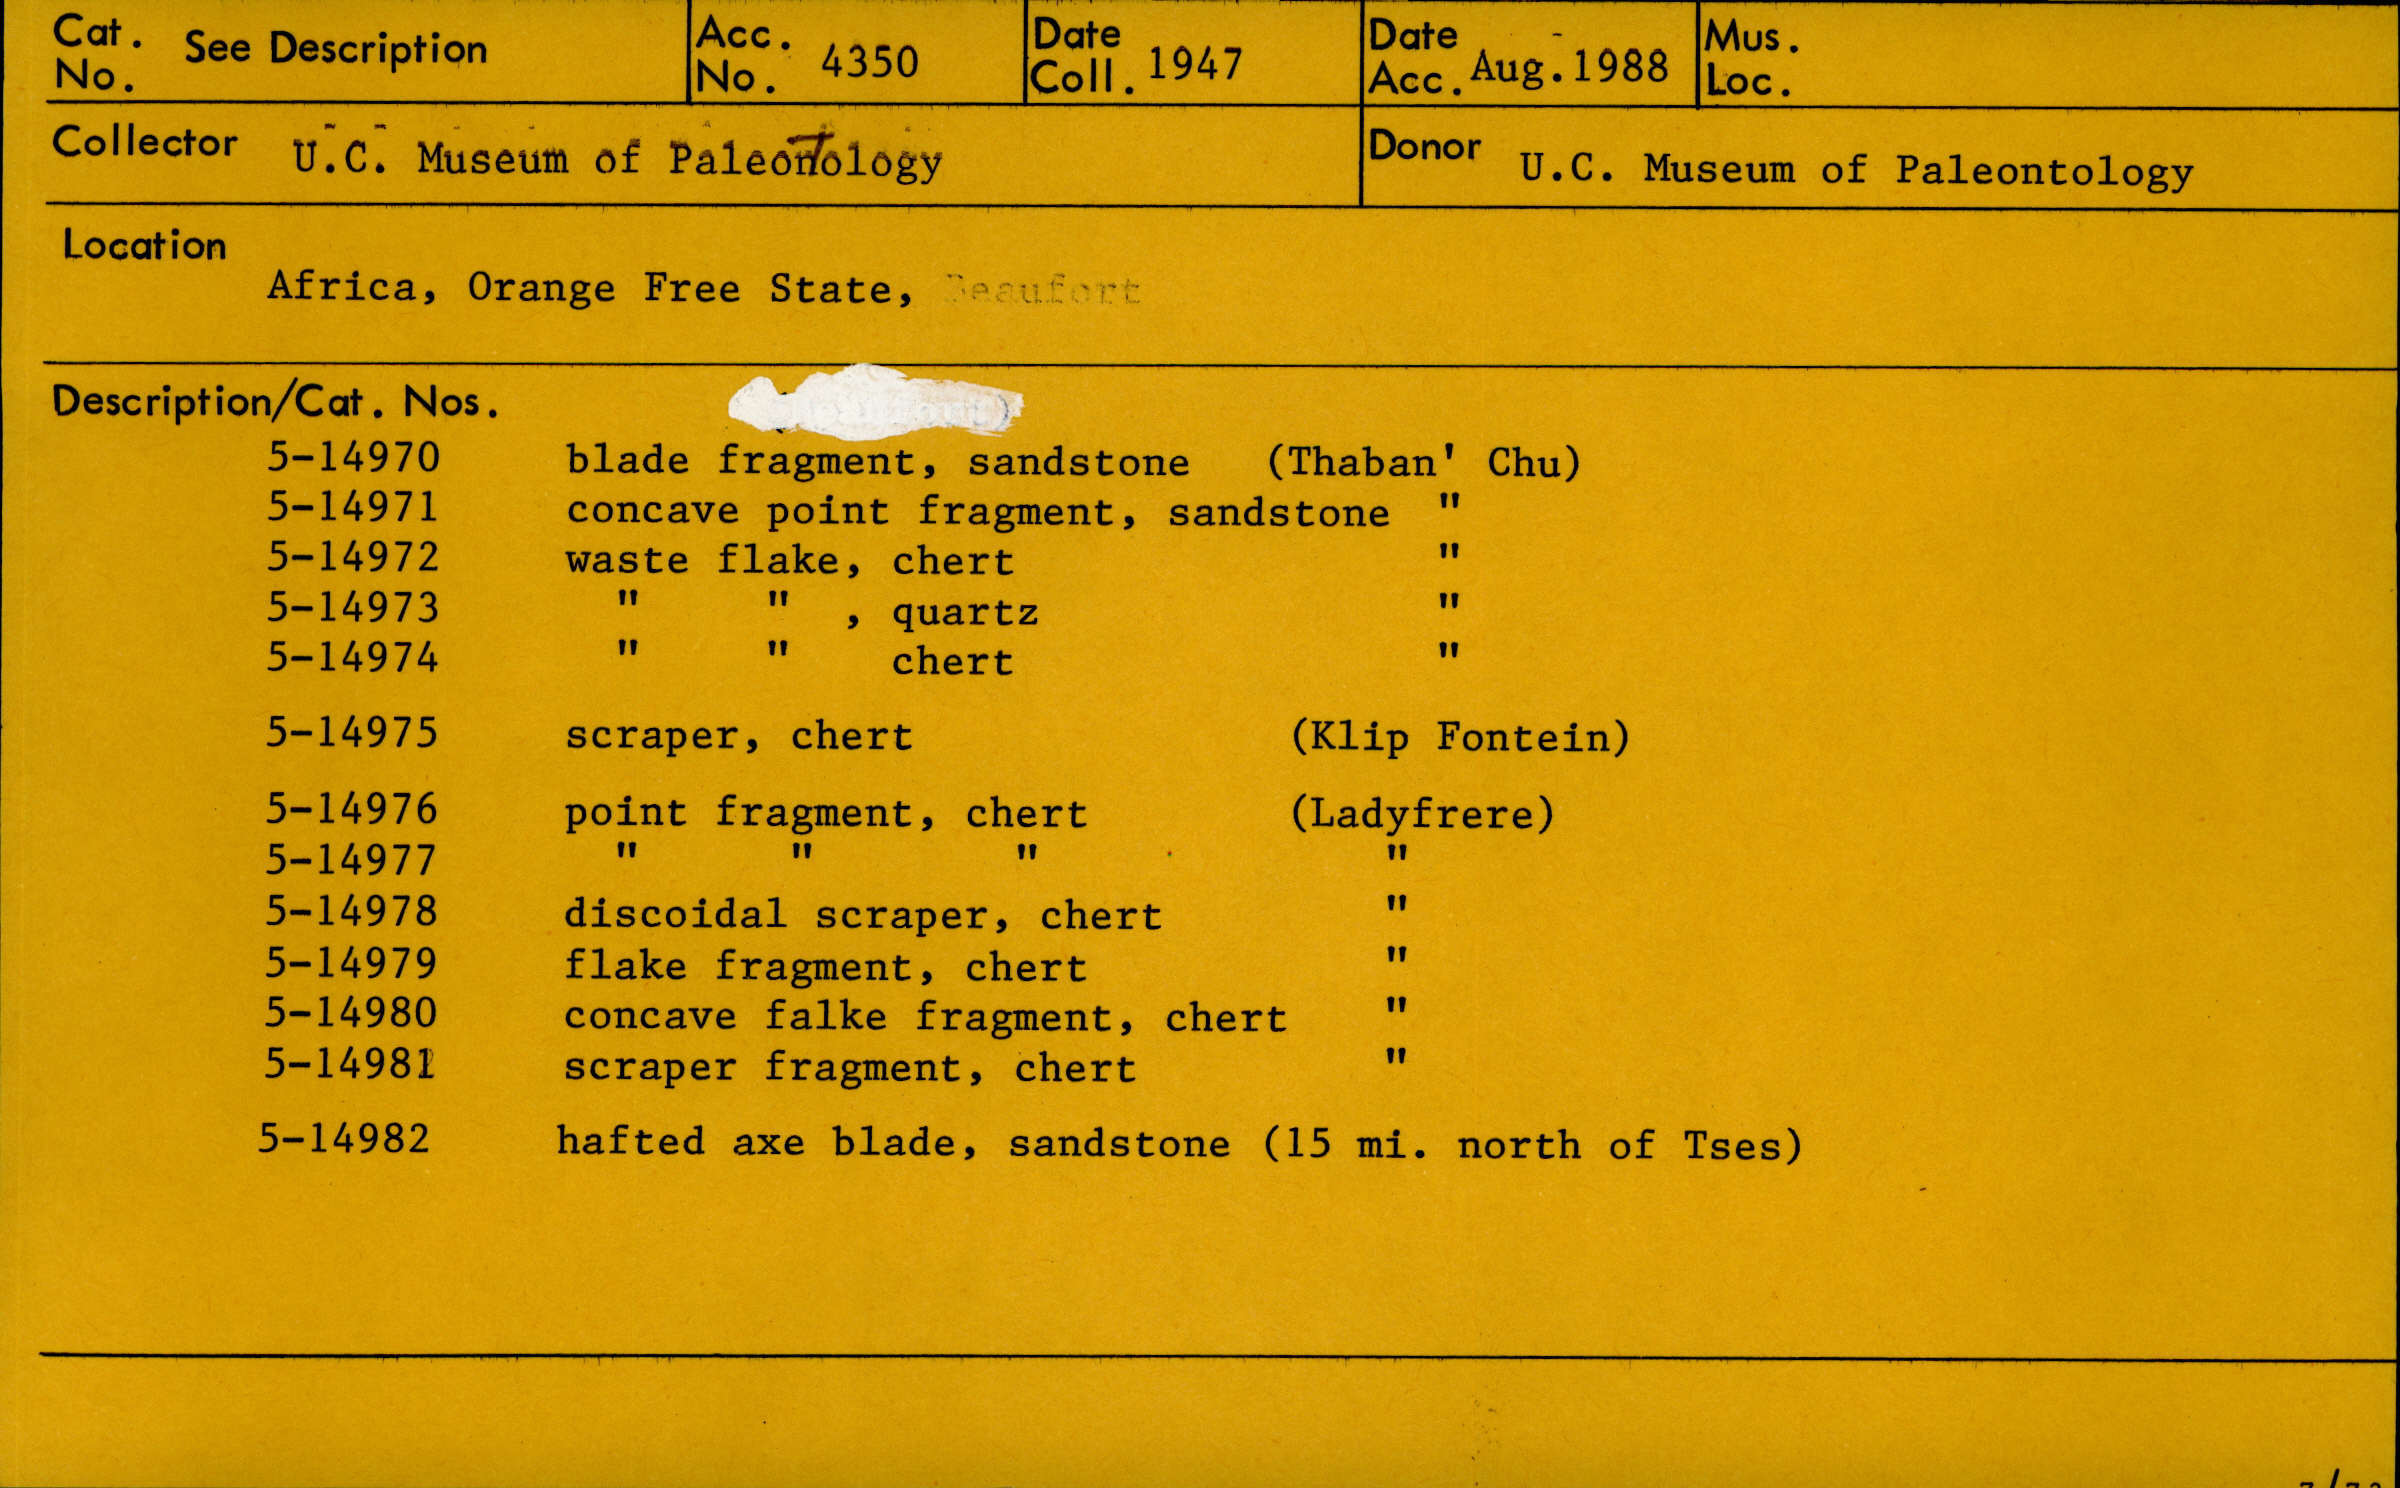 Cat. No. See Description Acc. No. 4350 Date Coll. 1947 Date Acc. Aug. 1988 Mus. Loc.
Collector U.C. Museum of Paleontology Donor U.C. Museum of Paleontology
Location
Africa, Orange Free State, Beaufort
Description/Cat. Nos.
5-14970 blade fragment, sandstone (Thaban' Chu)
5-14971 concave point fragment, sandstone "
5-14972 waste flake, chert "
5-14973 " " , quartz "
5-14974 " " chert "
5-14975 scraper, chert (Klip Fontein)
5-14976 point fragment, chert (Ladyfrere)
5-14977 " " " "
5-14978 discoidal scraper, chert "
5-14979 flake fragment, chert "
5-14980 concave falke fragment, chert "
5-14981 scraper fragment, chert "
5-14982 hafted axe blade, sandstone (15 mi. north of Tses)